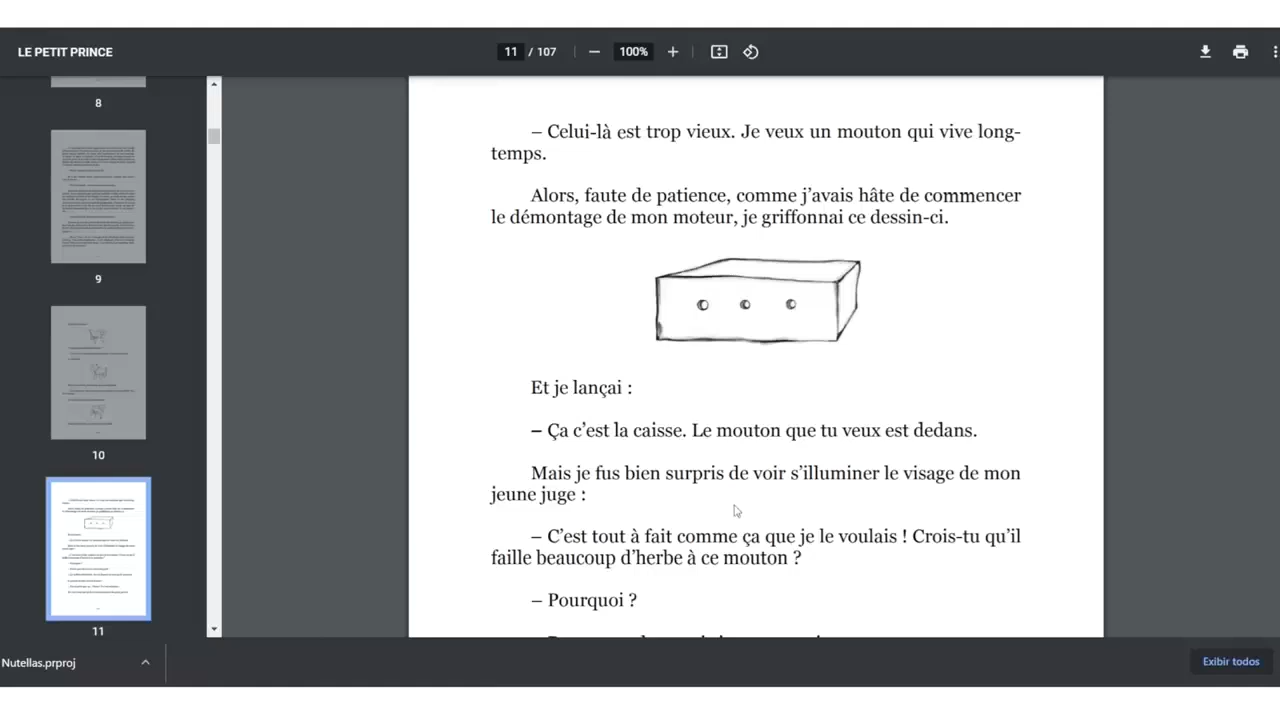 LE PETIT PRINCE
11 / 107
100%
8
9
10
11
– Celui-là est trop vieux. Je veux un mouton qui vive long-
temps.
Alors, faute de patience, comme j’avais hâte de commencer
le démontage de mon moteur, je griffonnai ce dessin-ci.
Et je lançai :
– Ça c’est la caisse. Le mouton que tu veux est dedans.
Mais je fus bien surpris de voir s’illuminer le visage de mon
jeune juge :
– C’est tout à fait comme ça que je le voulais ! Crois-tu qu’il
faille beaucoup d’herbe à ce mouton ?
– Pourquoi ?
Nutellas.prproj
Exibir todos